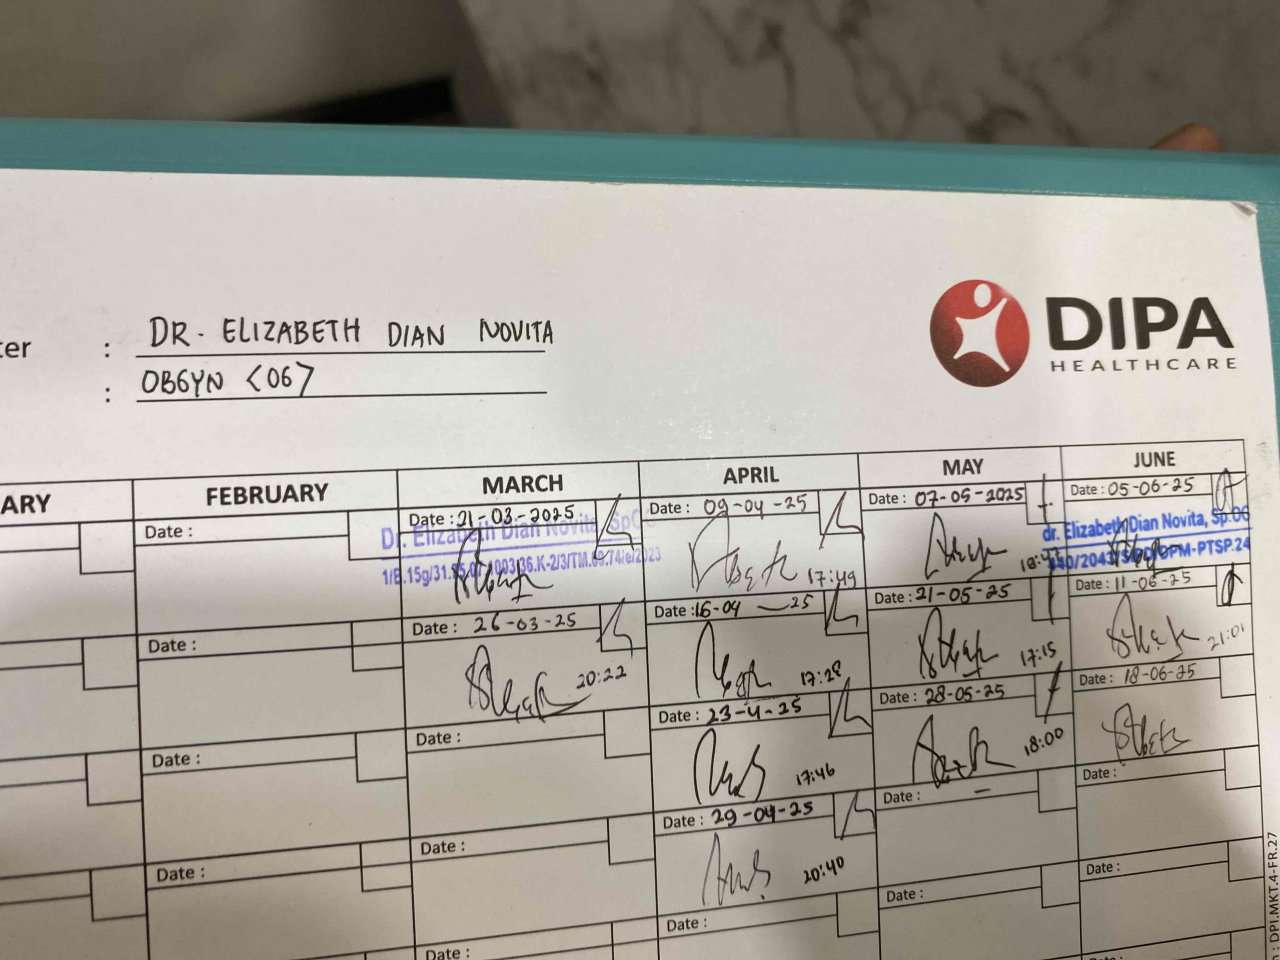 DIPA
HEALTHCARE
ter : DR. ELIZABETH DIAN NOVITA
: OBGYN <06>
ARY FEBRUARY MARCH APRIL MAY JUNE
Date : Date : 21-03-2025 Date : 09-04-25 Date : 07-05-2025 Date : 05-06-25
Dr. Elizabeth Dian Novita, SpOG dr. Elizabeth Dian Novita, Sp.OG
17:49
Date : Date : 26-03-25 Date : 16-04-25 Date : 21-05-25 Date : 11-06-25
20:22 17:28 17:15 21:01
Date : Date : Date : 23-4-25 Date : 28-05-25 Date : 18-06-25
17:46 18:00
Date : Date : Date : 29-04-25 Date : Date :
20:40
Date : Date : Date : Date :
DPI.MKT.4-FR.27